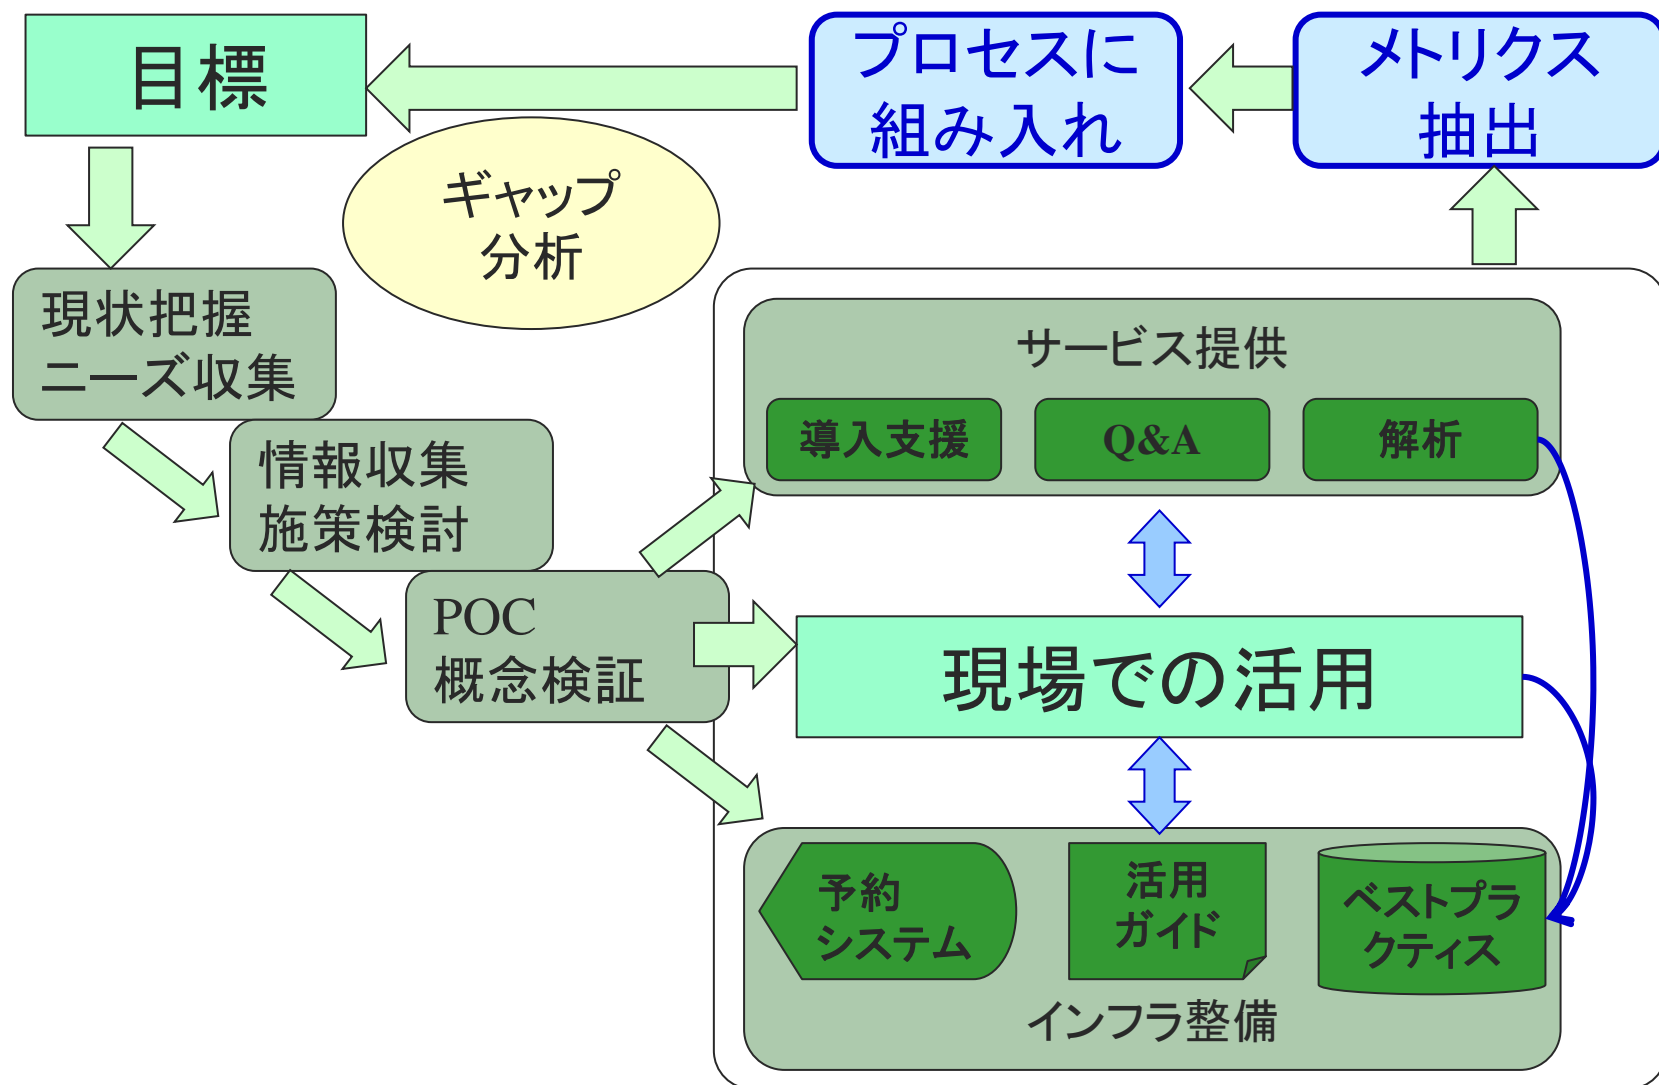 目標
プロセスに
組み入れ
メトリクス
抽出
ギャップ
分析
現状把握
ニーズ収集
情報収集
施策検討
POC
概念検証
サービス提供
導入支援
Q&A
解析
現場での活用
予約
システム
活用
ガイド
ベストプラ
クティス
インフラ整備